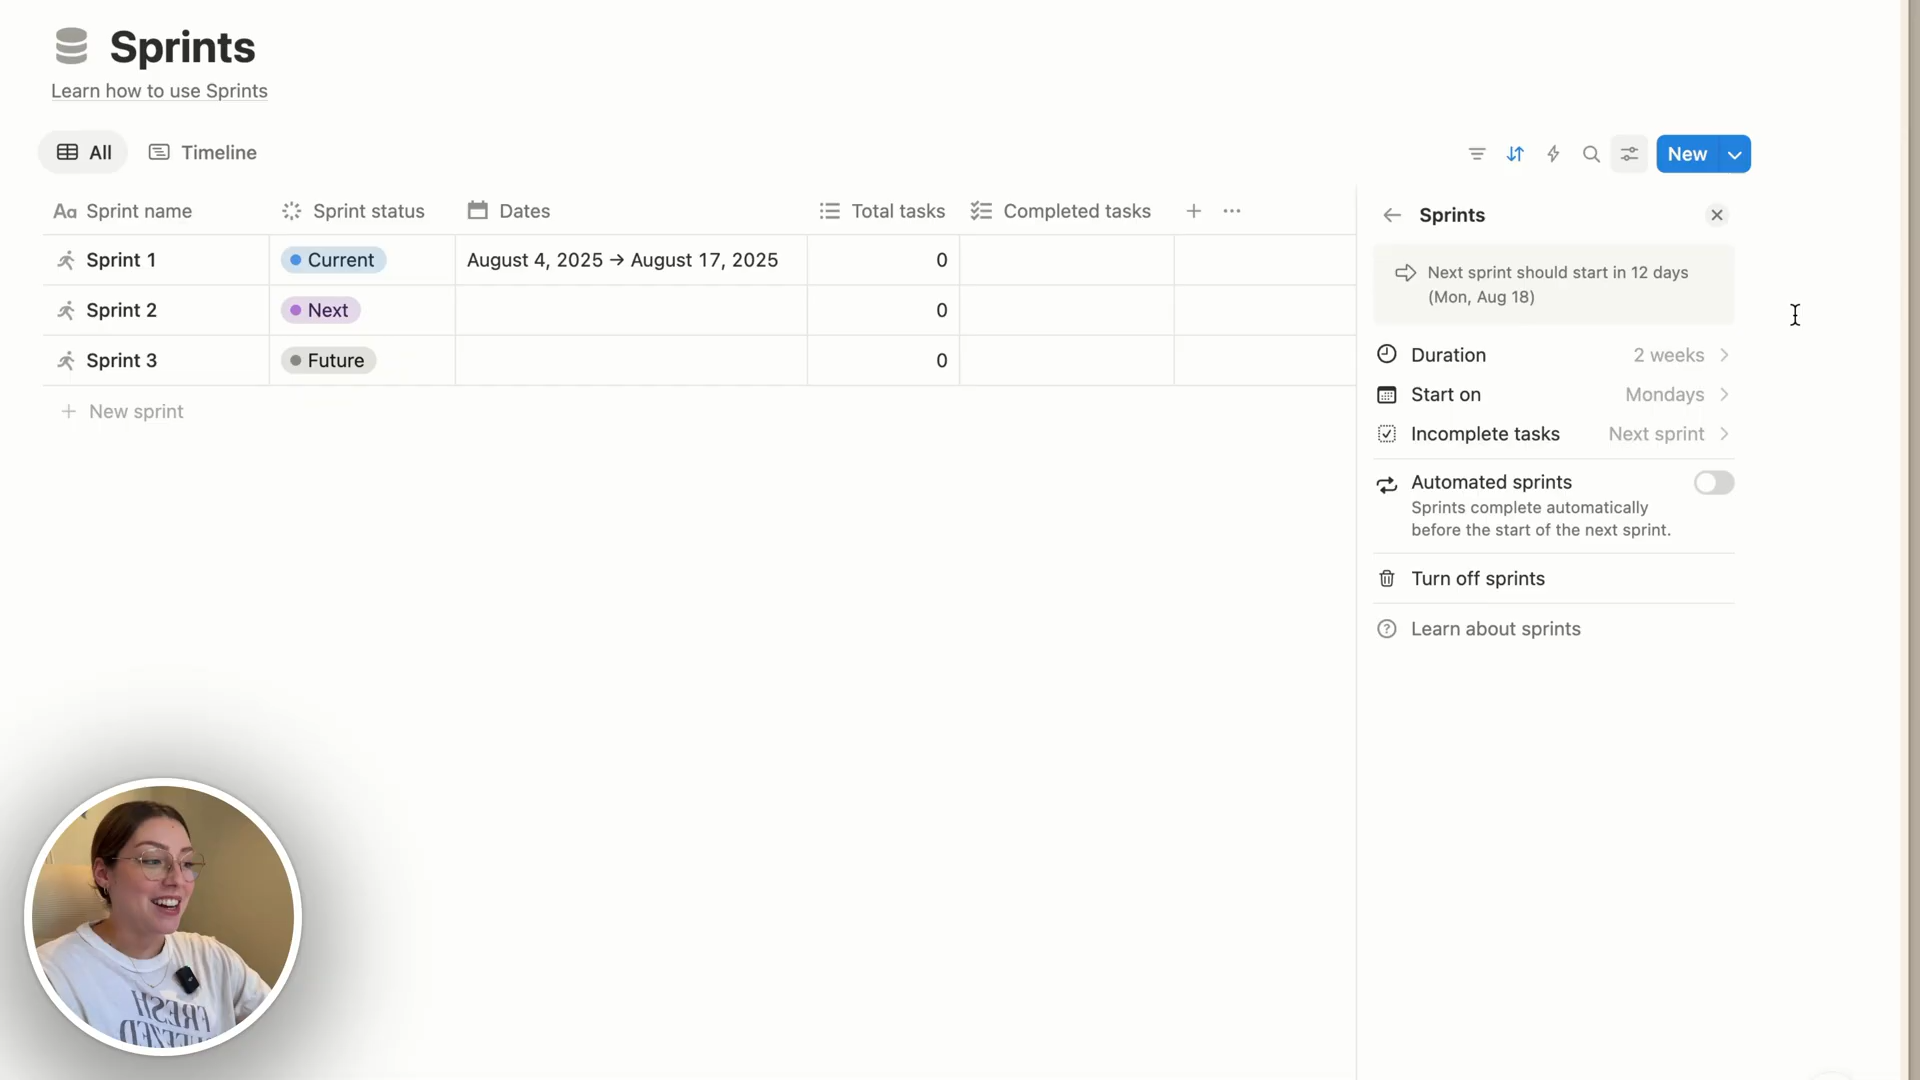 Sprints
Learn how to use Sprints
All
Timeline
New
Aa Sprint name
Sprint status
Dates
Total tasks
Completed tasks
Sprint 1
Current
August 4, 2025 → August 17, 2025
0
Sprint 2
Next
0
Sprint 3
Future
0
+ New sprint
Sprints
Next sprint should start in 12 days
(Mon, Aug 18)
Duration
2 weeks
Start on
Mondays
Incomplete tasks
Next sprint
Automated sprints
Sprints complete automatically
before the start of the next sprint.
Turn off sprints
Learn about sprints
FRESH